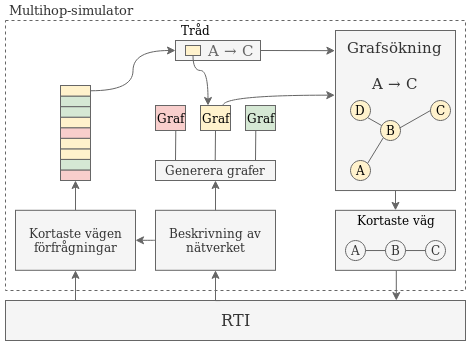 Multihop-simulator
Tråd
A → C
Grafsökning
A → C
D
C
B
A
Graf
Graf
Graf
Generera grafer
Kortaste vägen
förfrågningar
Beskrivning av
nätverket
Kortaste väg
A
B
C
RTI